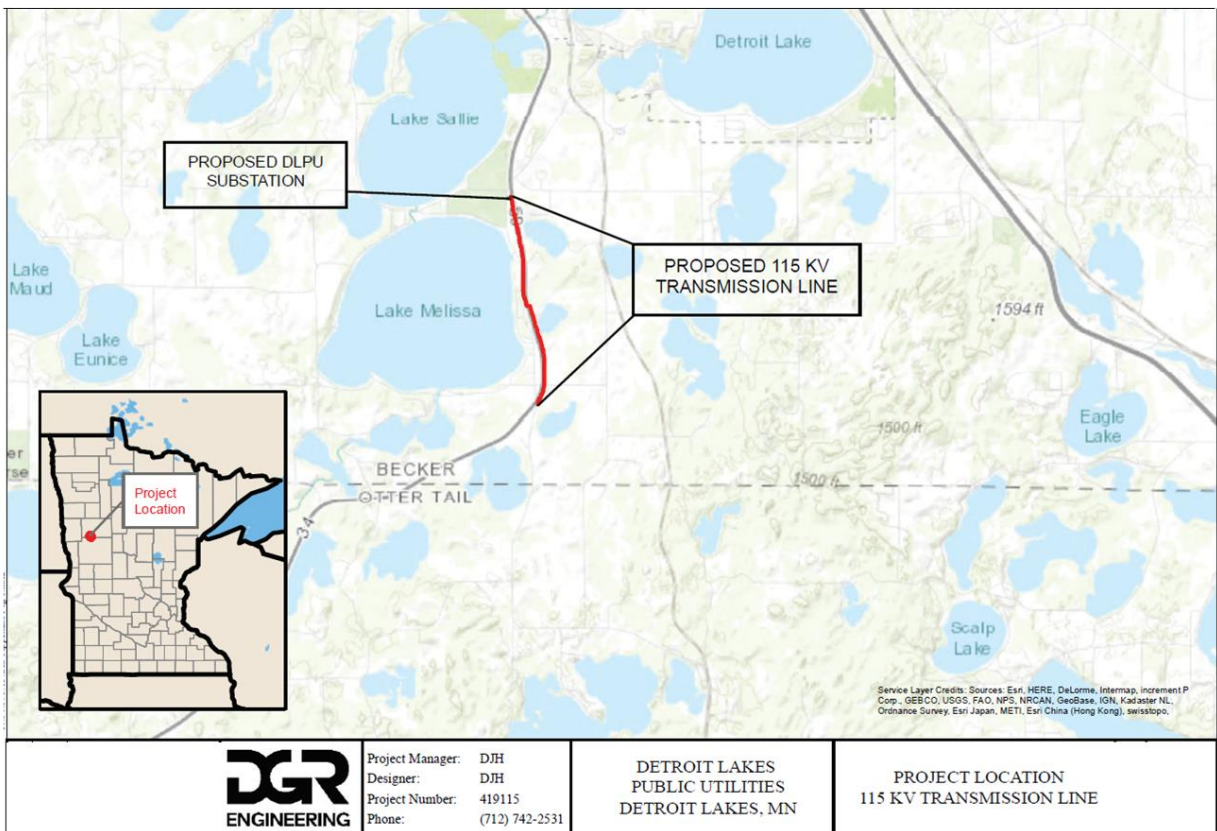 Detroit Lake
Lake Sallie
PROPOSED DLPU
SUBSTATION
59
PROPOSED 115 KV
TRANSMISSION LINE
Lake
Maud
Lake Melissa
1594 ft
Lake
Eunice
Eagle
Lake
1500 ft
BECKER
1500 ft
OTTER TAIL
er
rse
Project
Location
34
Scalp
Lake
Service Layer Credits: Sources: Esri, HERE, DeLorme, Intermap, increment P
Corp., GEBCO, USGS, FAO, NPS, NRCAN, GeoBase, IGN, Kadaster NL,
Ordnance Survey, Esri Japan, METI, Esri China (Hong Kong), swisstopo,
DGR
ENGINEERING
Project Manager: DJH
Designer: DJH
Project Number: 419115
Phone: (712) 742-2531
DETROIT LAKES
PUBLIC UTILITIES
DETROIT LAKES, MN
PROJECT LOCATION
115 KV TRANSMISSION LINE